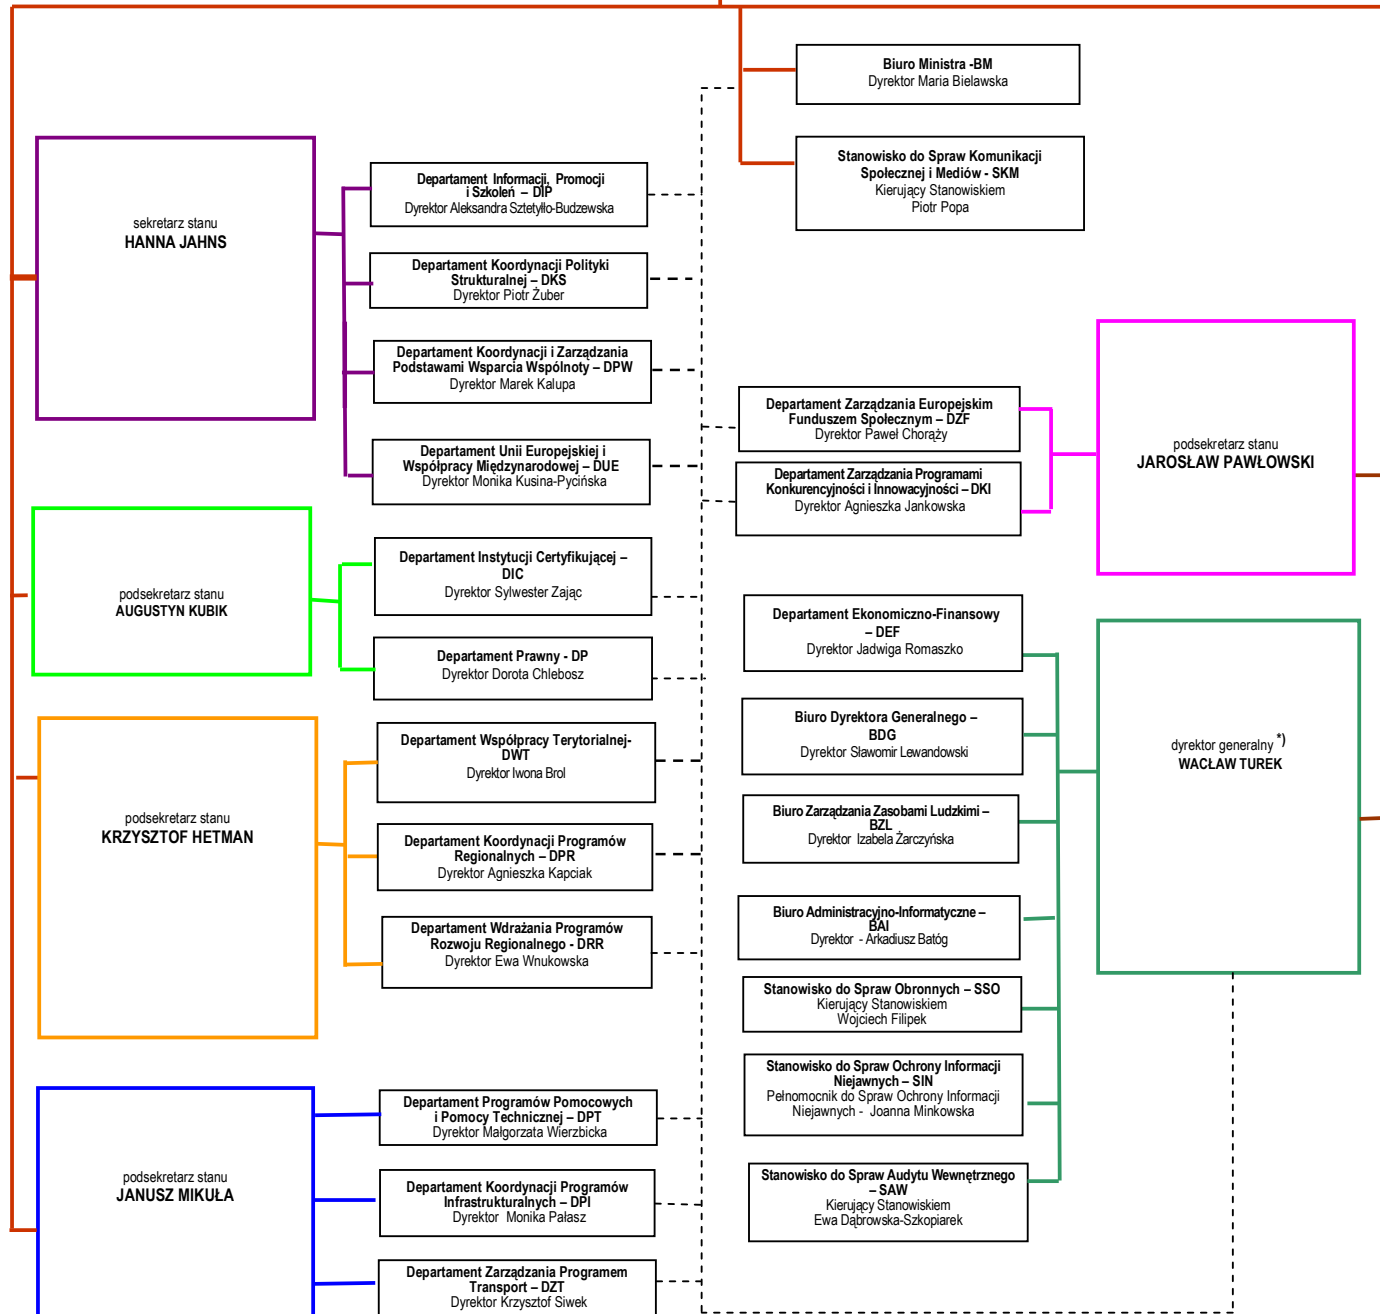 Biuro Ministra -BM
Dyrektor Maria Bielawska
Stanowisko do Spraw Komunikacji
Społecznej i Mediów - SKM
Kierujący Stanowiskiem
Piotr Popa
sekretarz stanu
HANNA JAHNS
Departament Informacji, Promocji
i Szkoleń – DIP
Dyrektor Aleksandra Sztetyłło-Budzewska
Departament Koordynacji Polityki
Strukturalnej – DKS
Dyrektor Piotr Żuber
Departament Koordynacji i Zarządzania
Podstawami Wsparcia Wspólnoty – DPW
Dyrektor Marek Kalupa
Departament Unii Europejskiej i
Współpracy Międzynarodowej – DUE
Dyrektor Monika Kusina-Pycińska
Departament Zarządzania Europejskim
Funduszem Społecznym – DZF
Dyrektor Paweł Chorąży
Departament Zarządzania Programami
Konkurencyjności i Innowacyjności – DKI
Dyrektor Agnieszka Jankowska
podsekretarz stanu
JAROSŁAW PAWŁOWSKI
podsekretarz stanu
AUGUSTYN KUBIK
Departament Instytucji Certyfikującej –
DIC
Dyrektor Sylwester Zając
Departament Prawny - DP
Dyrektor Dorota Chlebosz
podsekretarz stanu
KRZYSZTOF HETMAN
Departament Współpracy Terytorialnej-
DWT
Dyrektor Iwona Brol
Departament Koordynacji Programów
Regionalnych – DPR
Dyrektor Agnieszka Kapciak
Departament Wdrażania Programów
Rozwoju Regionalnego - DRR
Dyrektor Ewa Wnukowska
Departament Ekonomiczno-Finansowy
– DEF
Dyrektor Jadwiga Romaszko
Biuro Dyrektora Generalnego –
BDG
Dyrektor Sławomir Lewandowski
Biuro Zarządzania Zasobami Ludzkimi –
BZL
Dyrektor Izabela Żarczyńska
Biuro Administracyjno-Informatyczne –
BAI
Dyrektor - Arkadiusz Batóg
Stanowisko do Spraw Obronnych – SSO
Kierujący Stanowiskiem
Wojciech Filipek
Stanowisko do Spraw Ochrony Informacji
Niejawnych – SIN
Pełnomocnik do Spraw Ochrony Informacji
Niejawnych - Joanna Minkowska
Stanowisko do Spraw Audytu Wewnętrznego
– SAW
Kierujący Stanowiskiem
Ewa Dąbrowska-Szkopiarek
dyrektor generalny *)
WACŁAW TUREK
podsekretarz stanu
JANUSZ MIKUŁA
Departament Programów Pomocowych
i Pomocy Technicznej – DPT
Dyrektor Małgorzata Wierzbicka
Departament Koordynacji Programów
Infrastrukturalnych – DPI
Dyrektor Monika Pałasz
Departament Zarządzania Programem
Transport – DZT
Dyrektor Krzysztof Siwek